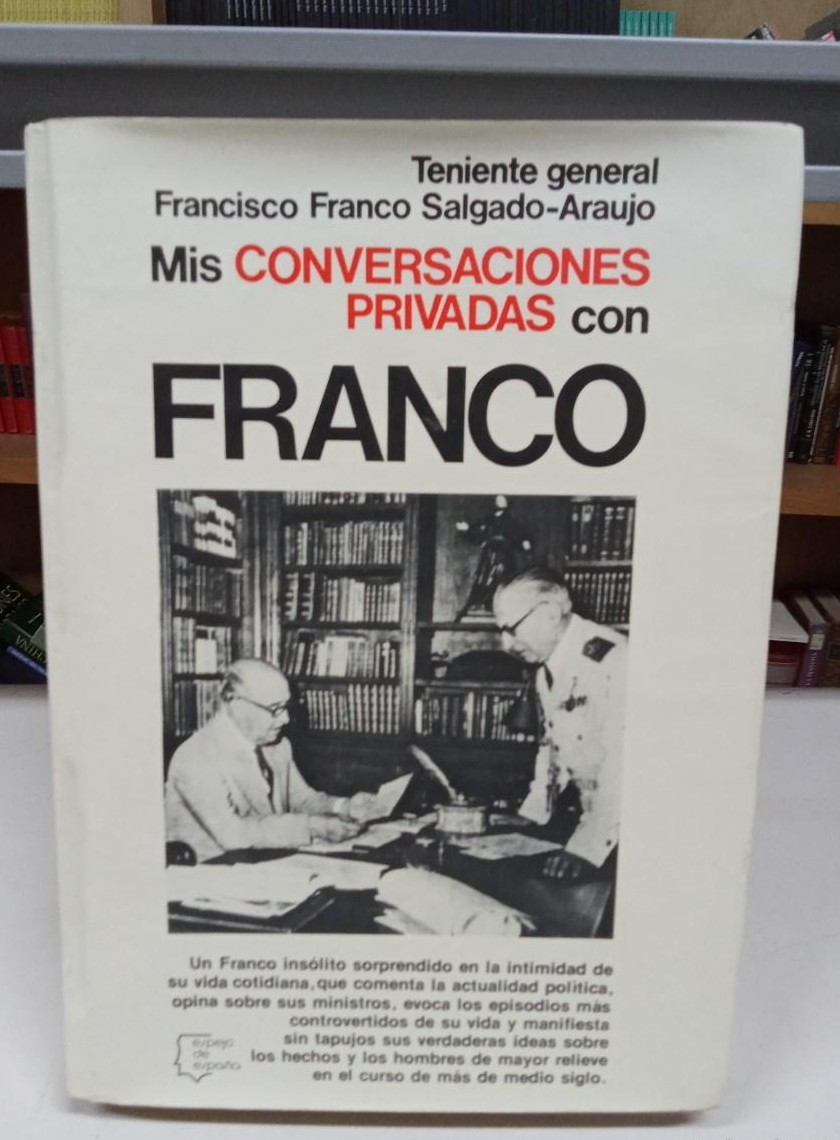 Teniente general
Francisco Franco Salgado-Araujo
Mis CONVERSACIONES
PRIVADAS con
FRANCO
Un Franco insólito sorprendido en la intimidad de
su vida cotidiana, que comenta la actualidad política,
opina sobre sus ministros, evoca los episodios más
controvertidos de su vida y manifiesta
sin tapujos sus verdaderas ideas sobre
los hechos y los hombres de mayor relieve
en el curso de más de medio siglo.
espejo
de
españa